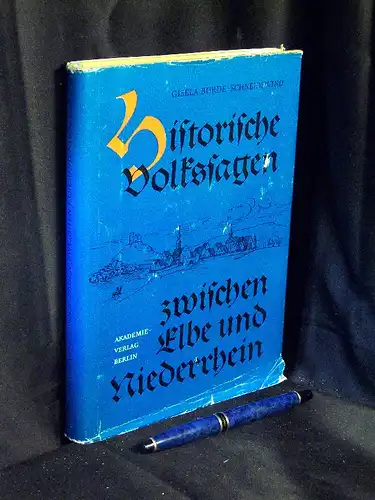 GISELA BURDE-SCHNEIDEWIND
Historische
Volkssagen
zwischen
Elbe und
Niederrhein
AKADEMIE-
VERLAG
BERLIN